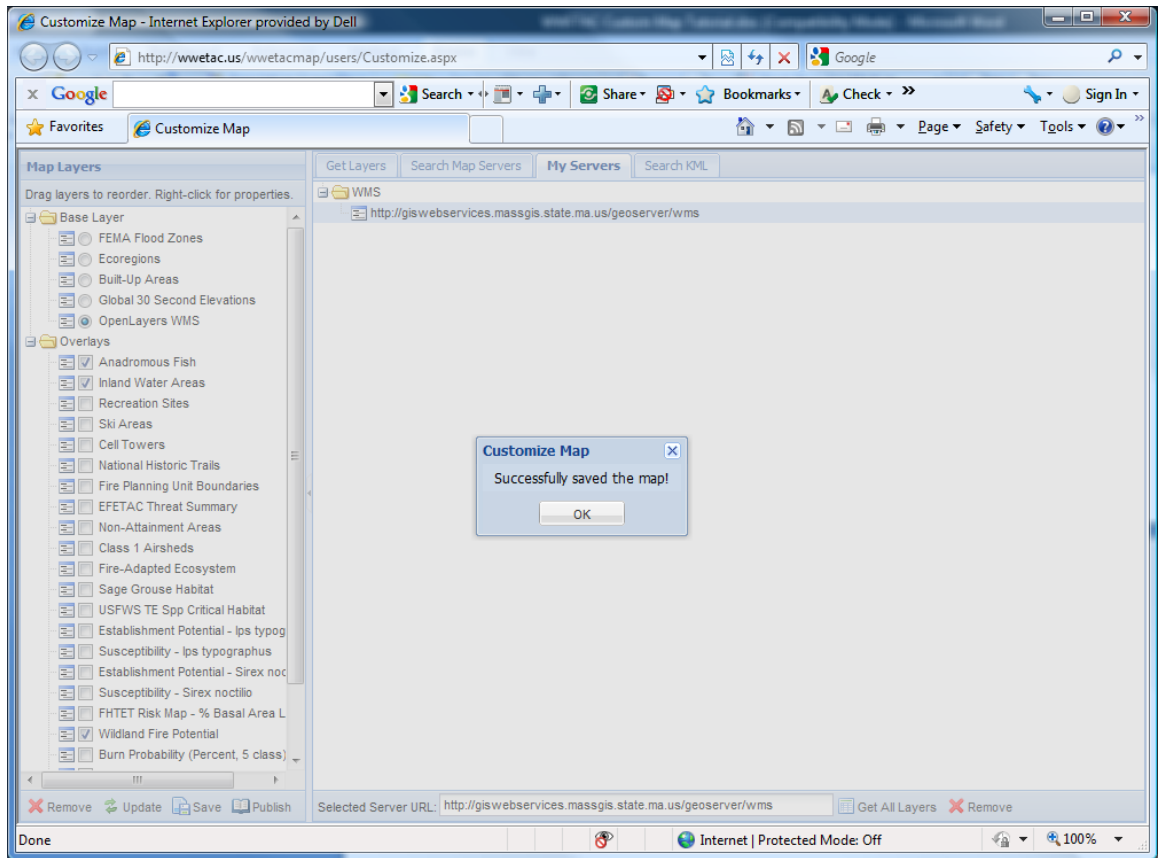 Customize Map - Internet Explorer provided by Dell
http://wwetac.us/wwetacmap/users/Customize.aspx
Google
x Google
Search
Share
Bookmarks
Check
»
Sign In
Favorites
Customize Map
Page
Safety
Tools
»
Map Layers
Get Layers
Search Map Servers
My Servers
Search KML
Drag layers to reorder. Right-click for properties.
WMS
http://giswebservices.massgis.state.ma.us/geoserver/wms
Base Layer
FEMA Flood Zones
Ecoregions
Built-Up Areas
Global 30 Second Elevations
OpenLayers WMS
Overlays
Anadromous Fish
Inland Water Areas
Recreation Sites
Ski Areas
Cell Towers
National Historic Trails
Fire Planning Unit Boundaries
EFETAC Threat Summary
Non-Attainment Areas
Class 1 Airsheds
Fire-Adapted Ecosystem
Sage Grouse Habitat
USFWS TE Spp Critical Habitat
Establishment Potential - Ips typog
Susceptibility - Ips typographus
Establishment Potential - Sirex noc
Susceptibility - Sirex noctilio
FHTET Risk Map - % Basal Area L
Wildland Fire Potential
Burn Probability (Percent, 5 class)
Customize Map
Successfully saved the map!
OK
Remove
Update
Save
Publish
Selected Server URL:
http://giswebservices.massgis.state.ma.us/geoserver/wms
Get All Layers
Remove
Done
Internet | Protected Mode: Off
100%